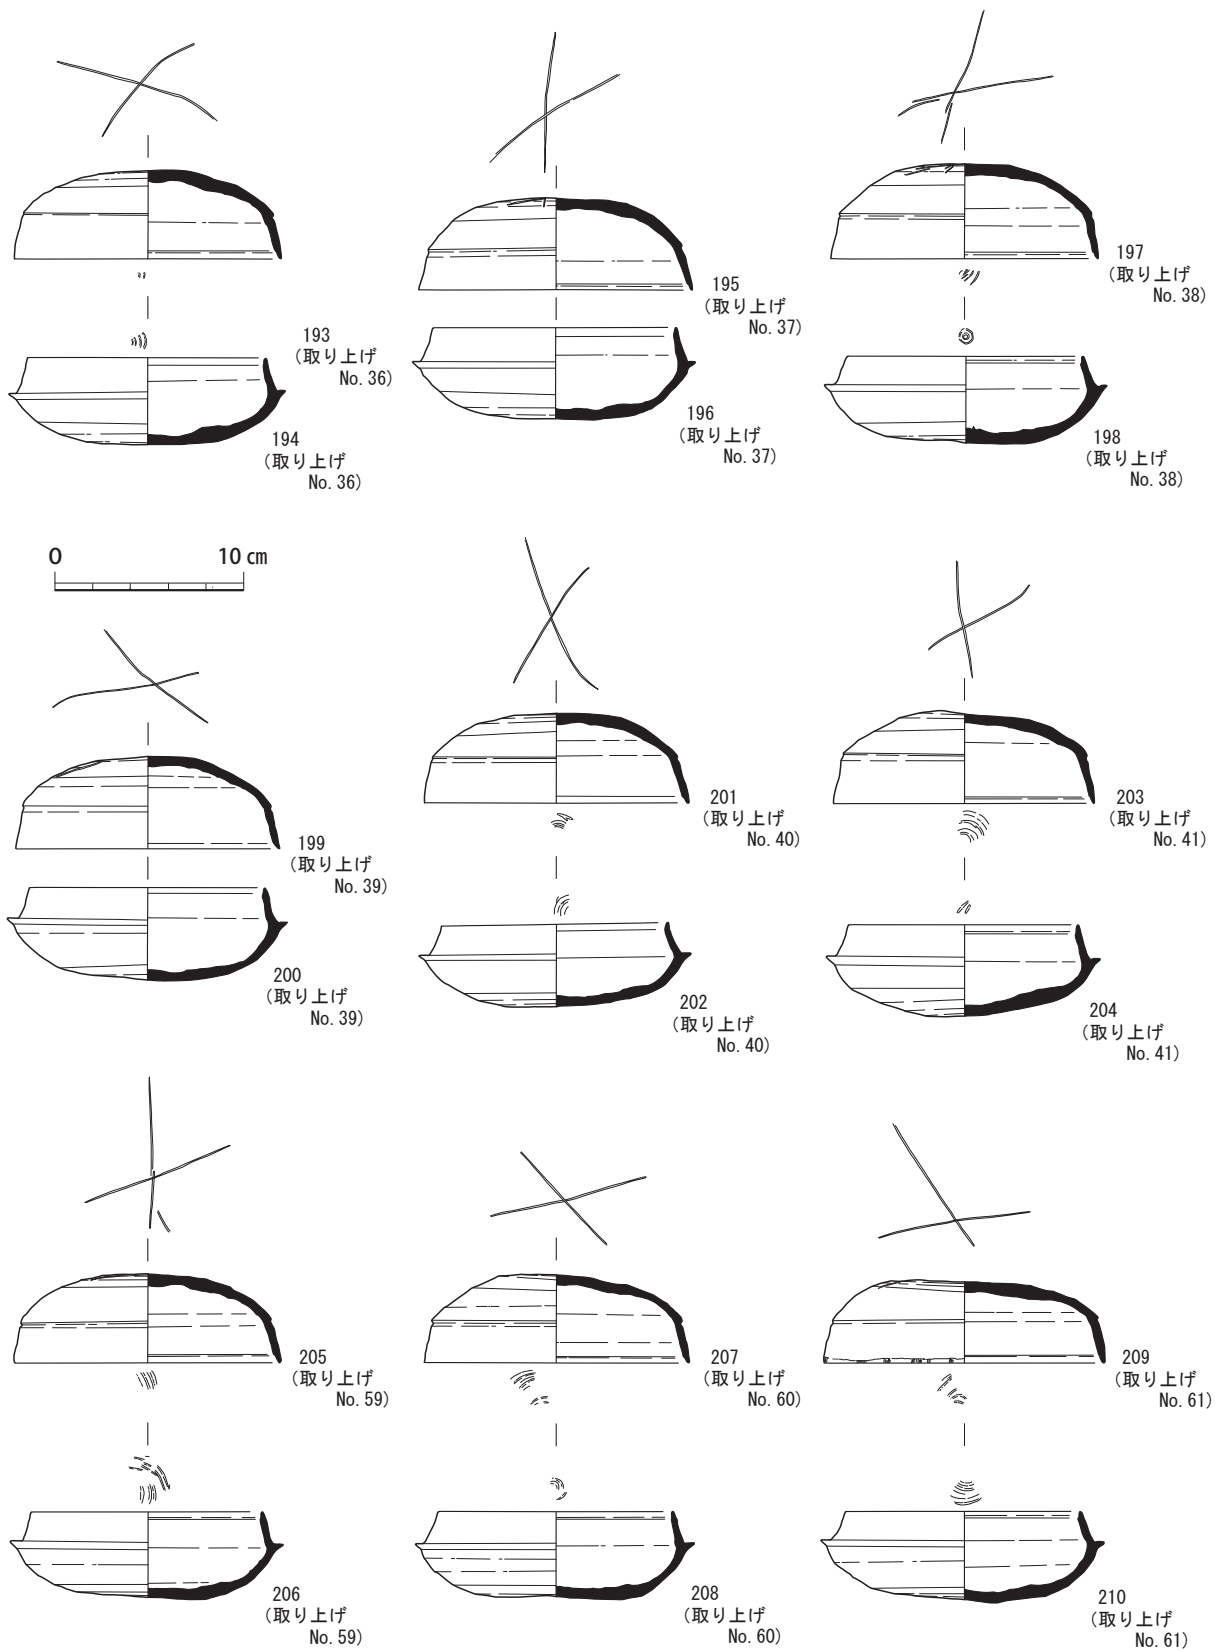 193
(取り上げ
No. 36)
194
(取り上げ
No. 36)
195
(取り上げ
No. 37)
196
(取り上げ
No. 37)
197
(取り上げ
No. 38)
198
(取り上げ
No. 38)
0 10 ㎝
199
(取り上げ
No. 39)
200
(取り上げ
No. 39)
201
(取り上げ
No. 40)
202
(取り上げ
No. 40)
203
(取り上げ
No. 41)
204
(取り上げ
No. 41)
205
(取り上げ
No. 59)
206
(取り上げ
No. 59)
207
(取り上げ
No. 60)
208
(取り上げ
No. 60)
209
(取り上げ
No. 61)
210
(取り上げ
No. 61)